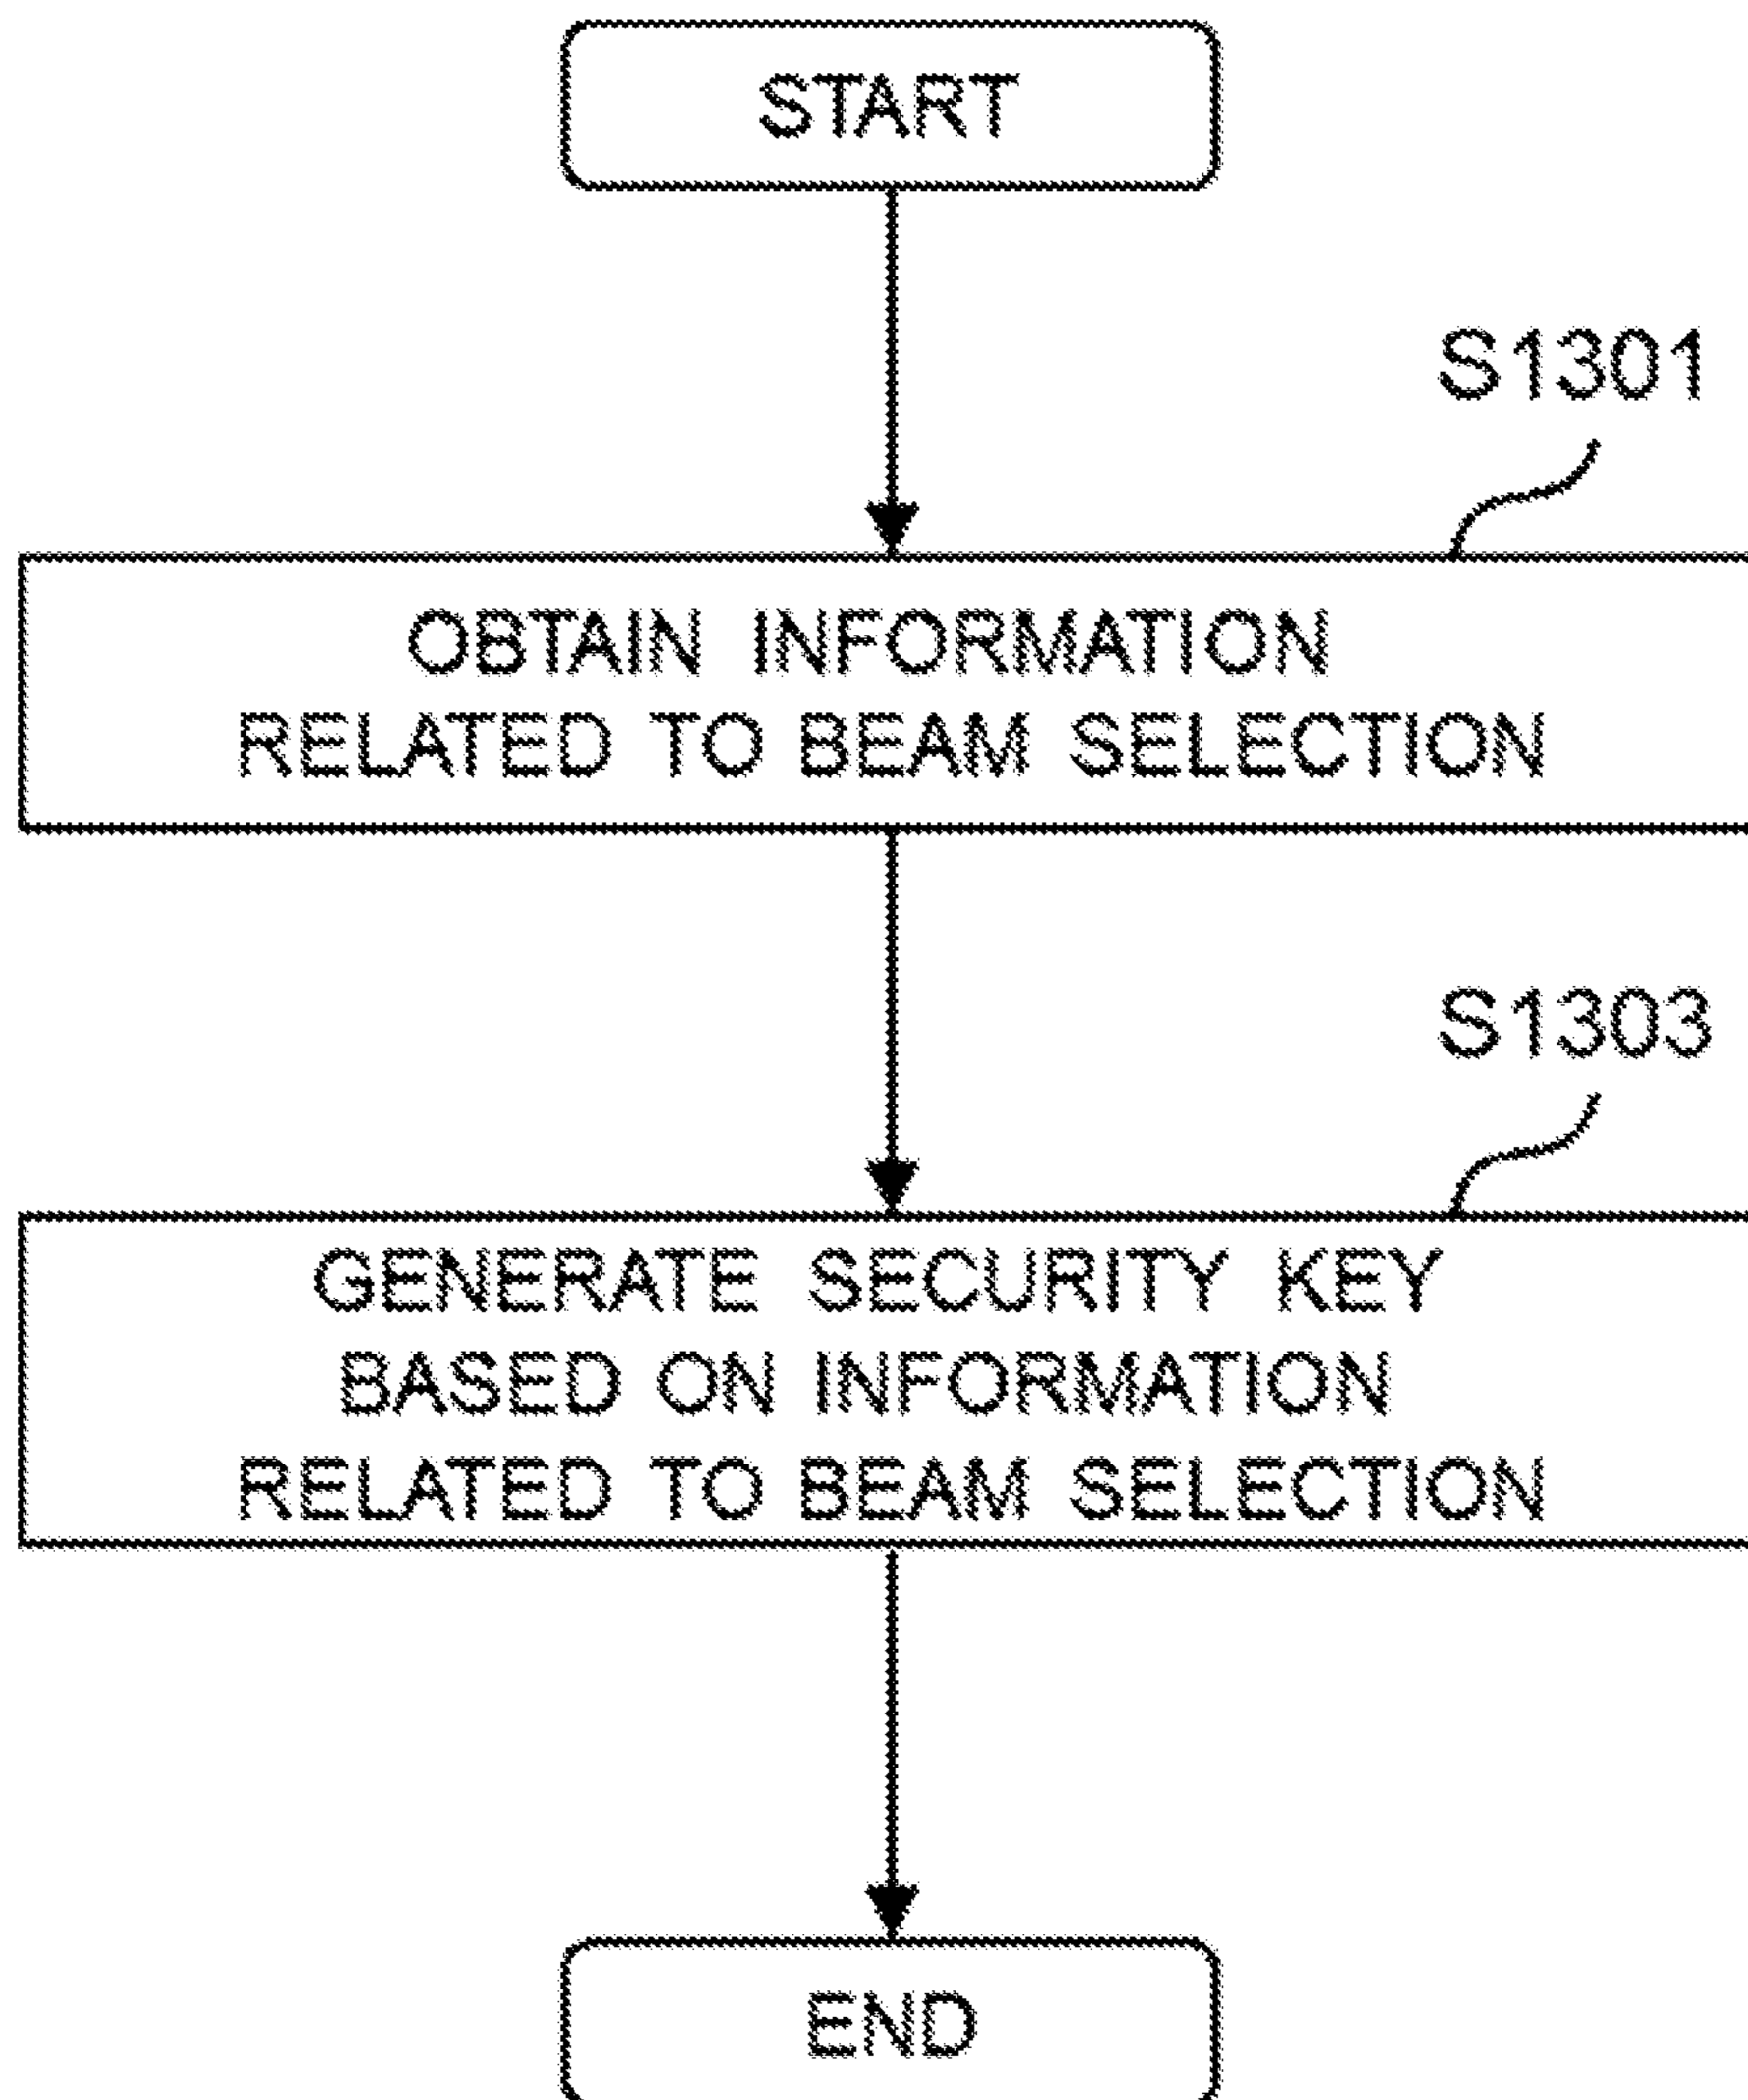 START
S1301
OBTAIN INFORMATION
RELATED TO BEAM SELECTION
S1303
GENERATE SECURITY KEY
BASED ON INFORMATION
RELATED TO BEAM SELECTION
END